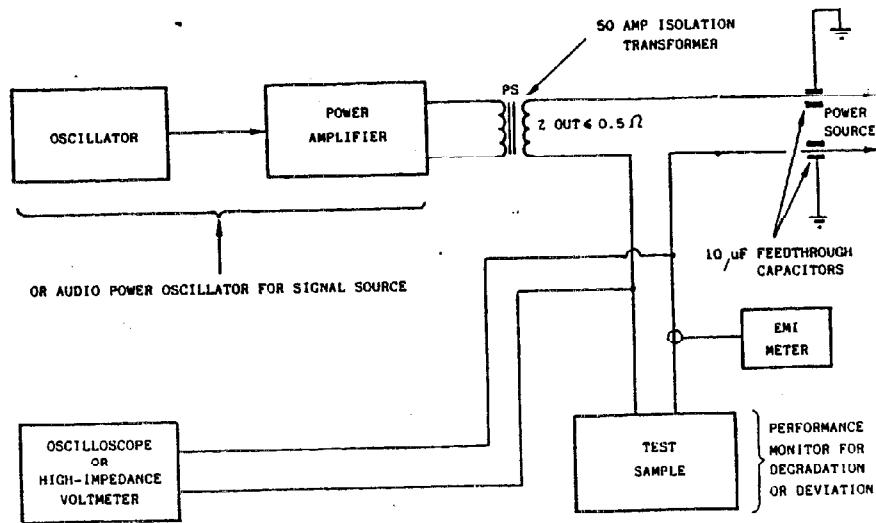 50 AMP ISOLATION
TRANSFORMER
PS
OSCILLATOR
POWER
AMPLIFIER
Z OUT ≤ 0.5 Ω
POWER
SOURCE
10 µF FEEDTHROUGH
CAPACITORS
OR AUDIO POWER OSCILLATOR FOR SIGNAL SOURCE
EMI
METER
OSCILLOSCOPE
OR
HIGH-IMPEDANCE
VOLTMETER
TEST
SAMPLE
PERFORMANCE
MONITOR FOR
DEGRADATION
OR DEVIATION